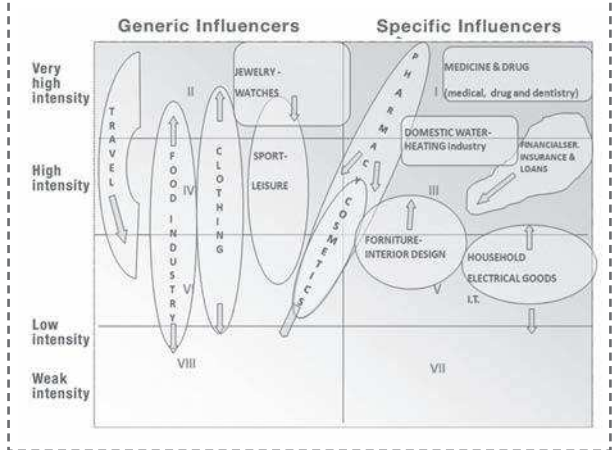 Generic Influencers
Specific Influencers
Very
high
intensity
High
intensity
Low
intensity
Weak
intensity
II
I
IV
III
VI
V
VIII
VII
TRAVEL
FOOD INDUSTRY
CLOTHING
JEWELRY -
WATCHES
SPORT-
LEISURE
PHARMACY
COSMETICS
MEDICINE & DRUG
(medical, drug and dentistry)
DOMESTIC WATER-
HEATING Industry
FINANCIALSER.
INSURANCE &
LOANS
FORNITURE-
INTERIOR DESIGN
HOUSEHOLD
ELECTRICAL GOODS
I.T.